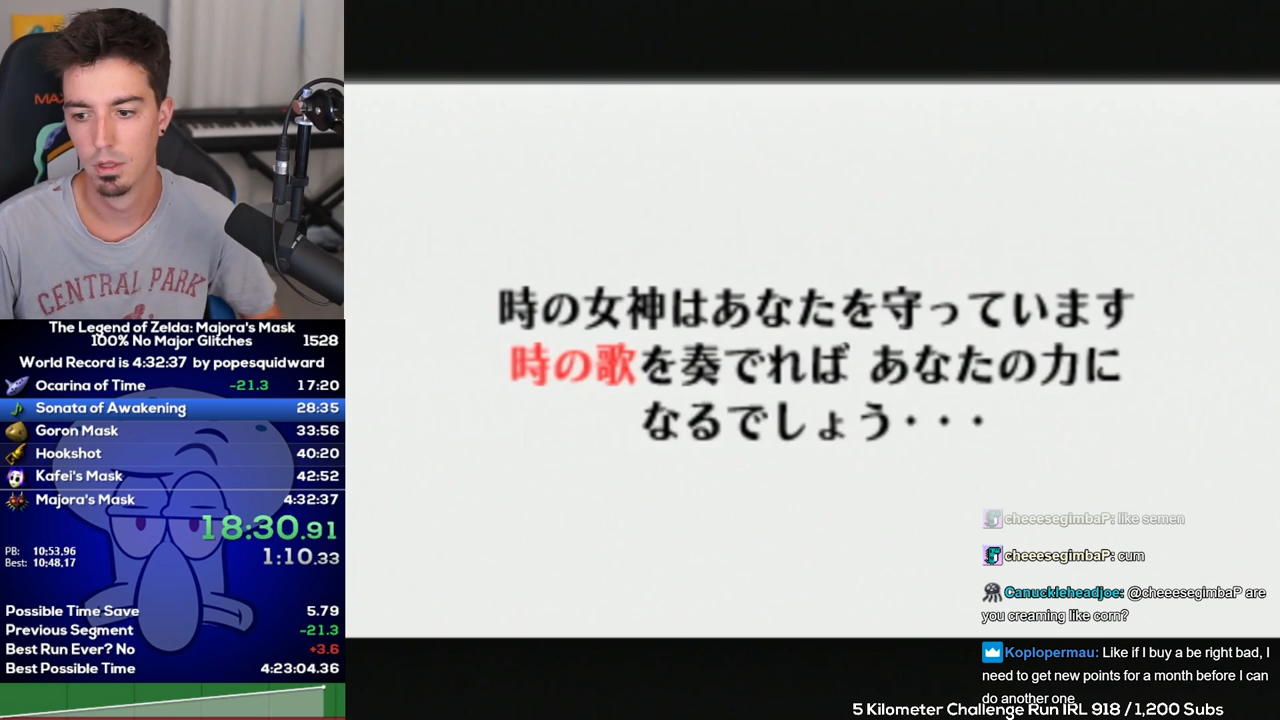 MAX
CENTRAL PARK
The Legend of Zelda: Majora's Mask
100% No Major Glitches 1528
World Record is 4:32:37 by popesquidward
Ocarina of Time -21.3 17:20
Sonata of Awakening 28:35
Goron Mask 33:56
Hookshot 40:20
Kafei's Mask 42:52
Majora's Mask 4:32:37
18:30.91
PB: 10:53.96
Best: 10:48.17
1:10.33
Possible Time Save 5.79
Previous Segment -21.3
Best Run Ever? No +3.6
Best Possible Time 4:23:04.36
時の女神はあなたを守っています
時の歌を奏でれば あなたの力に
なるでしょう・・・
cheeesegimbaP: like semen
cheeesegimbaP: cum
Canuckleheadjoe: @cheeesegimbaP are
you creaming like corn?
Koplopermau: Like if I buy a be right bad, I
need to get new points for a month before I can
do another one
5 Kilometer Challenge Run IRL 918 / 1,200 Subs